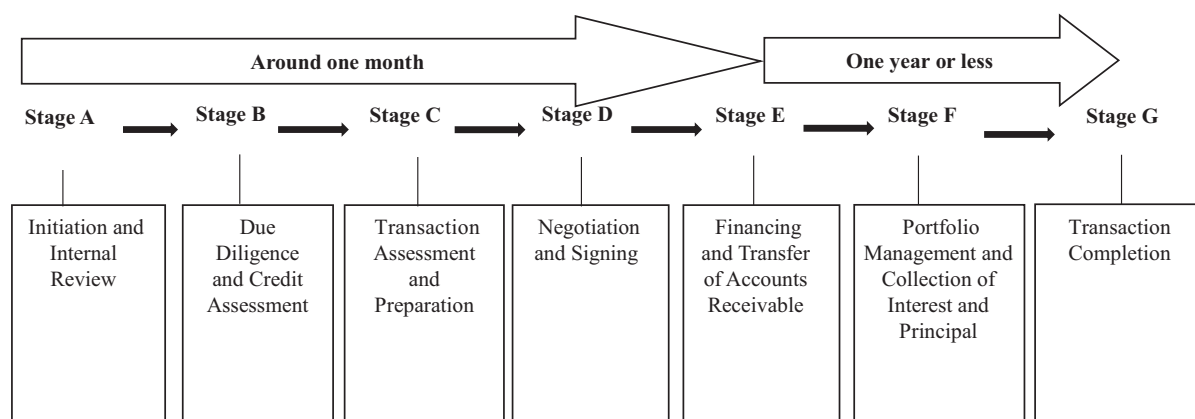 Around one month
One year or less
Stage A
Stage B
Stage C
Stage D
Stage E
Stage F
Stage G
Initiation and
Internal
Review
Due
Diligence
and Credit
Assessment
Transaction
Assessment
and
Preparation
Negotiation
and Signing
Financing
and Transfer
of Accounts
Receivable
Portfolio
Management and
Collection of
Interest and
Principal
Transaction
Completion